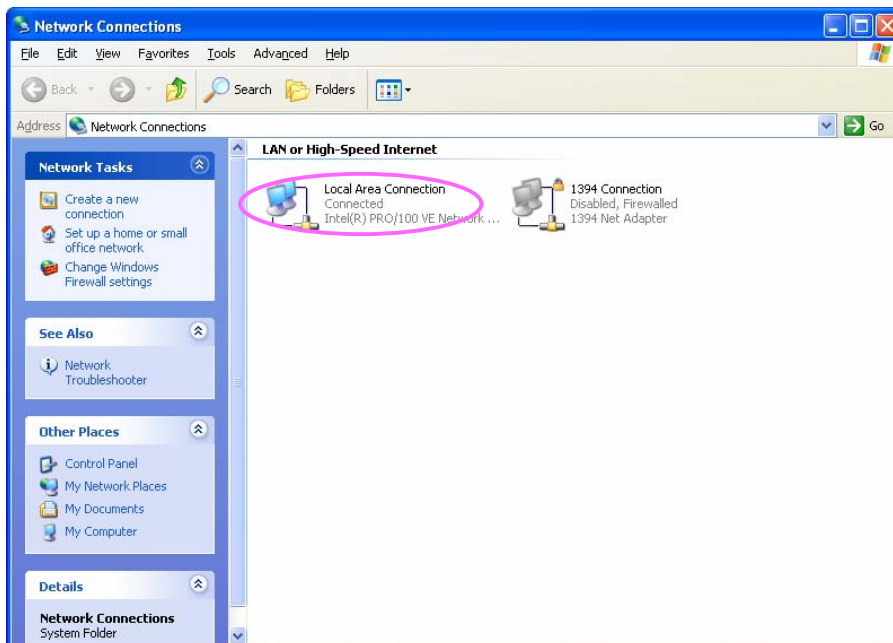 Network Connections
File Edit View Favorites Tools Advanced Help
Back Search Folders
Address Network Connections Go
Network Tasks
Create a new
connection
Set up a home or small
office network
Change Windows
Firewall settings
See Also
Network
Troubleshooter
Other Places
Control Panel
My Network Places
My Documents
My Computer
Details
Network Connections
System Folder
LAN or High-Speed Internet
Local Area Connection
Connected
Intel(R) PRO/100 VE Network ...
1394 Connection
Disabled, Firewalled
1394 Net Adapter